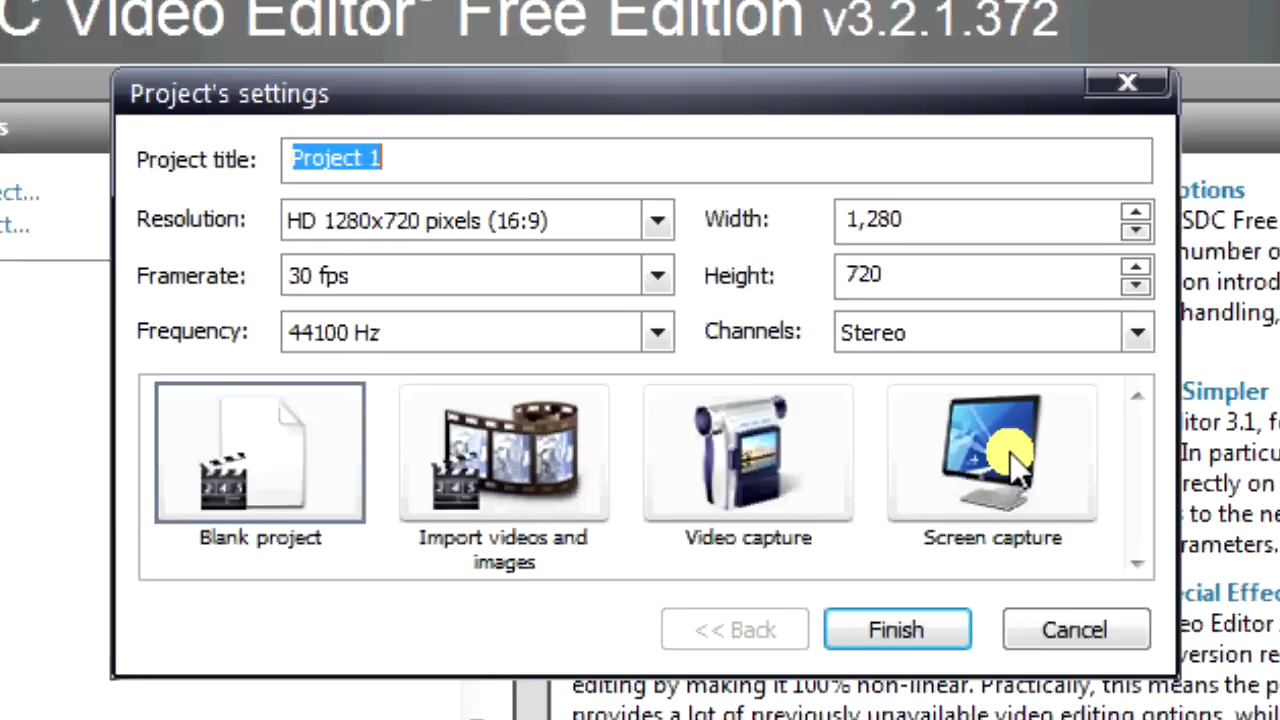 C Video Editor Free Edition v3.2.1.372
Project's settings
X
s
Project title: Project 1
ect...
Resolution: HD 1280x720 pixels (16:9) Width: 1,280
t...
Framerate: 30 fps Height: 720
Frequency: 44100 Hz Channels: Stereo
Blank project
Import videos and
images
Video capture
Screen capture
<< Back Finish Cancel
ptions
SDC Free
number o
on introd
handling,
Simpler
itor 3.1, f
In particu
rectly on
s to the ne
rameters.
cial Effec
eo Editor
version re
editing by making it 100% non-linear. Practically, this means the p
provides a lot of previously unavailable video editing options, whil